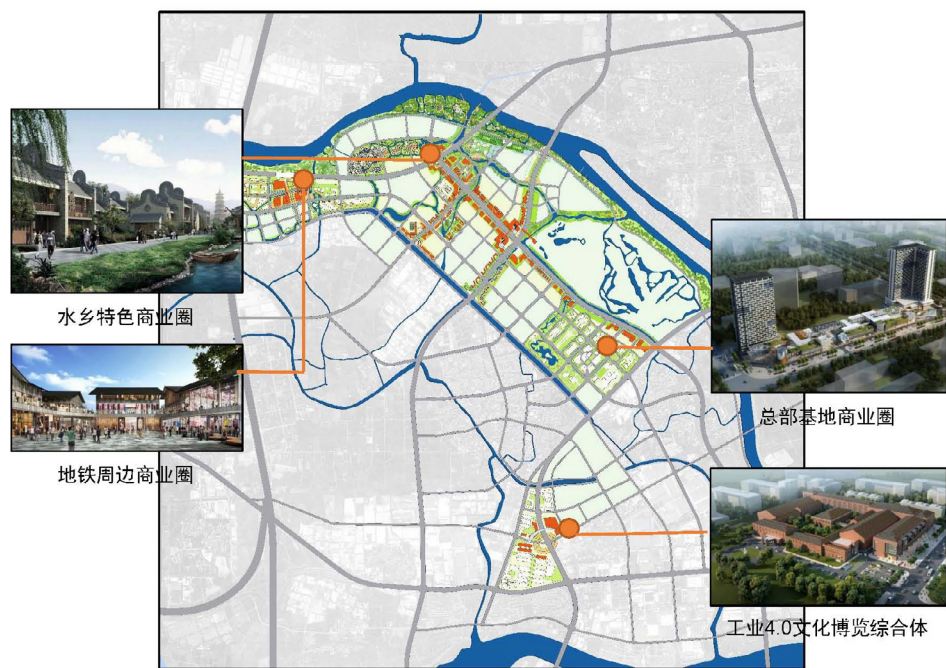 水乡特色商业圈
地铁周边商业圈
总部基地商业圈
工业4.0文化博览综合体